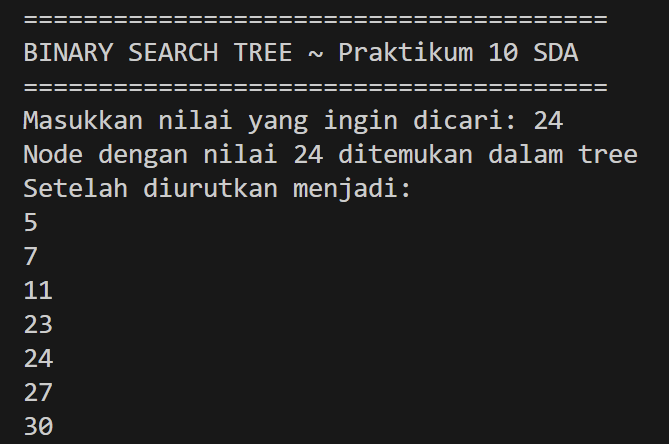 =======================================
BINARY SEARCH TREE ~ Praktikum 10 SDA
=======================================
Masukkan nilai yang ingin dicari: 24
Node dengan nilai 24 ditemukan dalam tree
Setelah diurutkan menjadi:
5
7
11
23
24
27
30